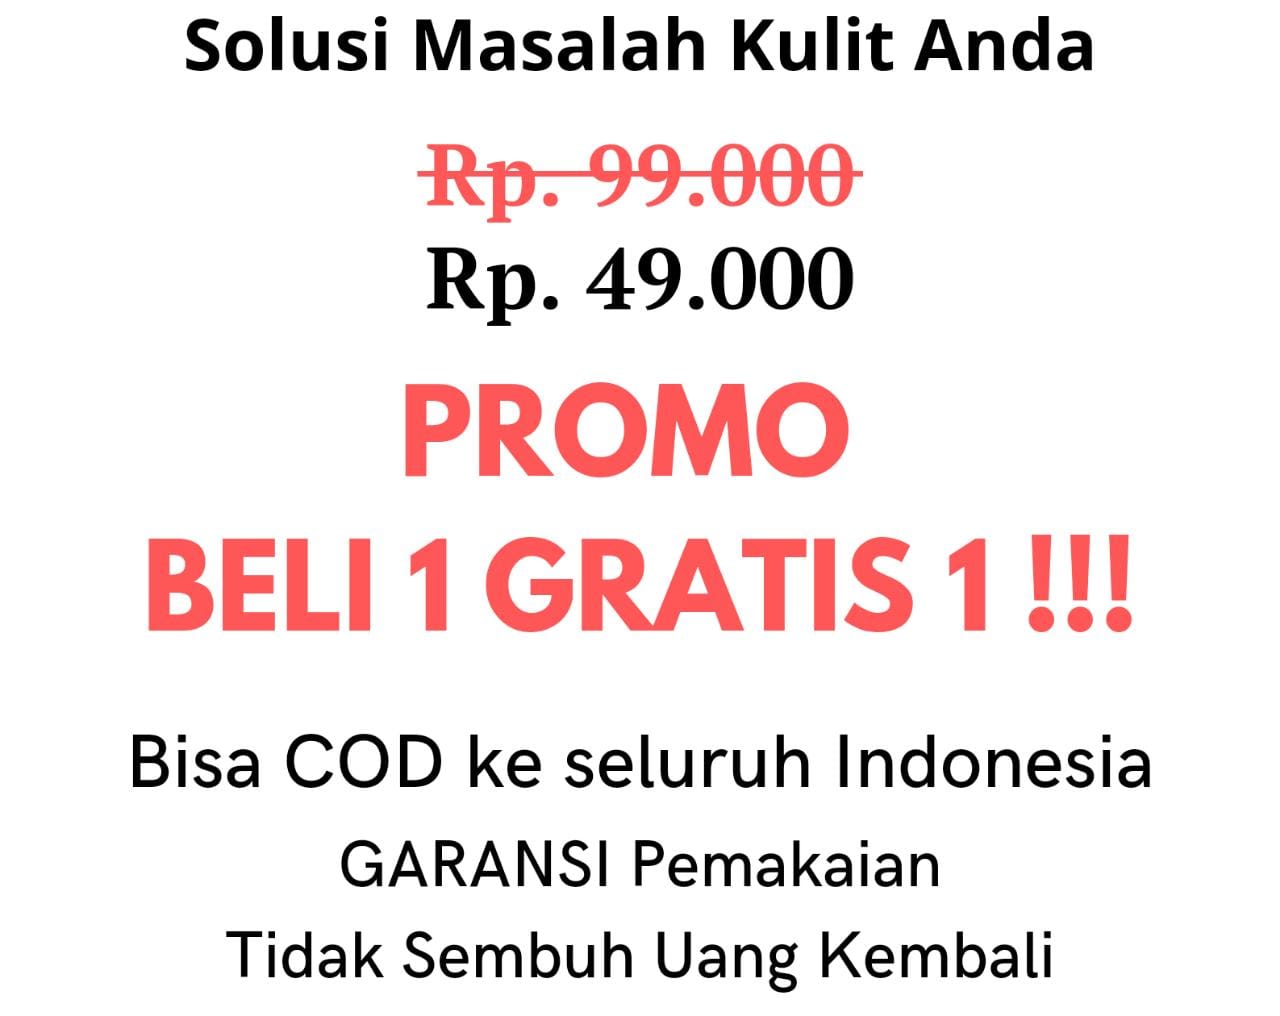 Solusi Masalah Kulit Anda
Rp. 99.000
Rp. 49.000
PROMO
BELI 1 GRATIS 1 !!!
Bisa COD ke seluruh Indonesia
GARANSI Pemakaian
Tidak Sembuh Uang Kembali